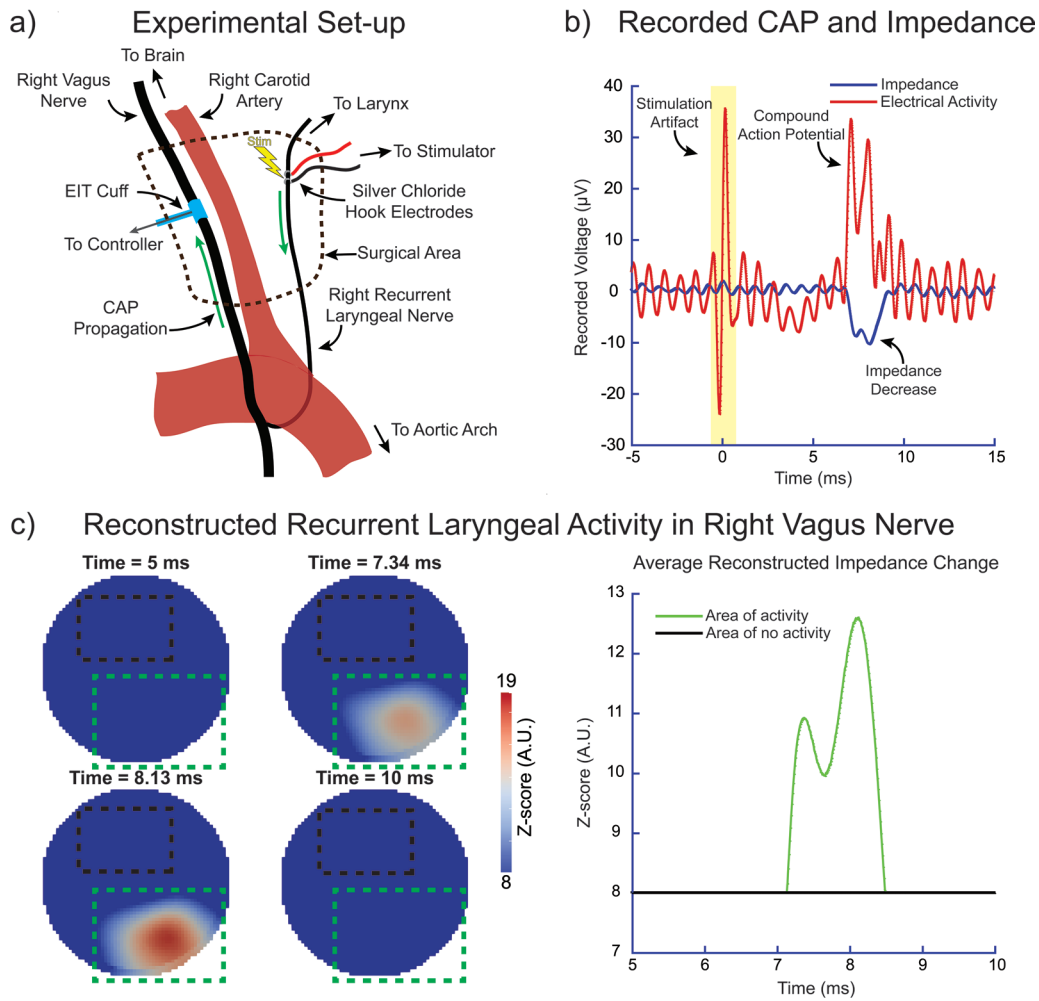 a) Experimental Set-up
To Brain
Right Vagus
Nerve
Right Carotid
Artery
To Larynx
Stim
To Stimulator
EIT Cuff
Silver Chloride
Hook Electrodes
To Controller
Surgical Area
CAP
Propagation
Right Recurrent
Laryngeal Nerve
To Aortic Arch
b) Recorded CAP and Impedance
Impedance
Electrical Activity
Stimulation
Artifact
Compound
Action Potential
Impedance
Decrease
Recorded Voltage (µV)
40
30
20
10
0
-10
-20
-30
-5
0
5
10
15
Time (ms)
c) Reconstructed Recurrent Laryngeal Activity in Right Vagus Nerve
Time = 5 ms
Time = 7.34 ms
Time = 8.13 ms
Time = 10 ms
19
Z-score (A.U.)
8
Average Reconstructed Impedance Change
Area of activity
Area of no activity
Z-score (A.U.)
13
12
11
10
9
8
7
5
6
7
8
9
10
Time (ms)